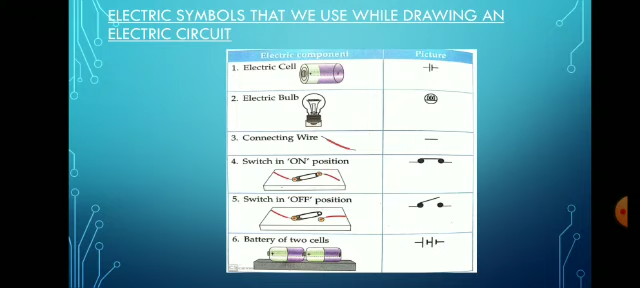 ELECTRIC SYMBOLS THAT WE USE WHILE DRAWING AN
ELECTRIC CIRCUIT
Electric component Picture
1. Electric Cell
2. Electric Bulb
3. Connecting Wire
4. Switch in 'ON' position
5. Switch in 'OFF' position
6. Battery of two cells